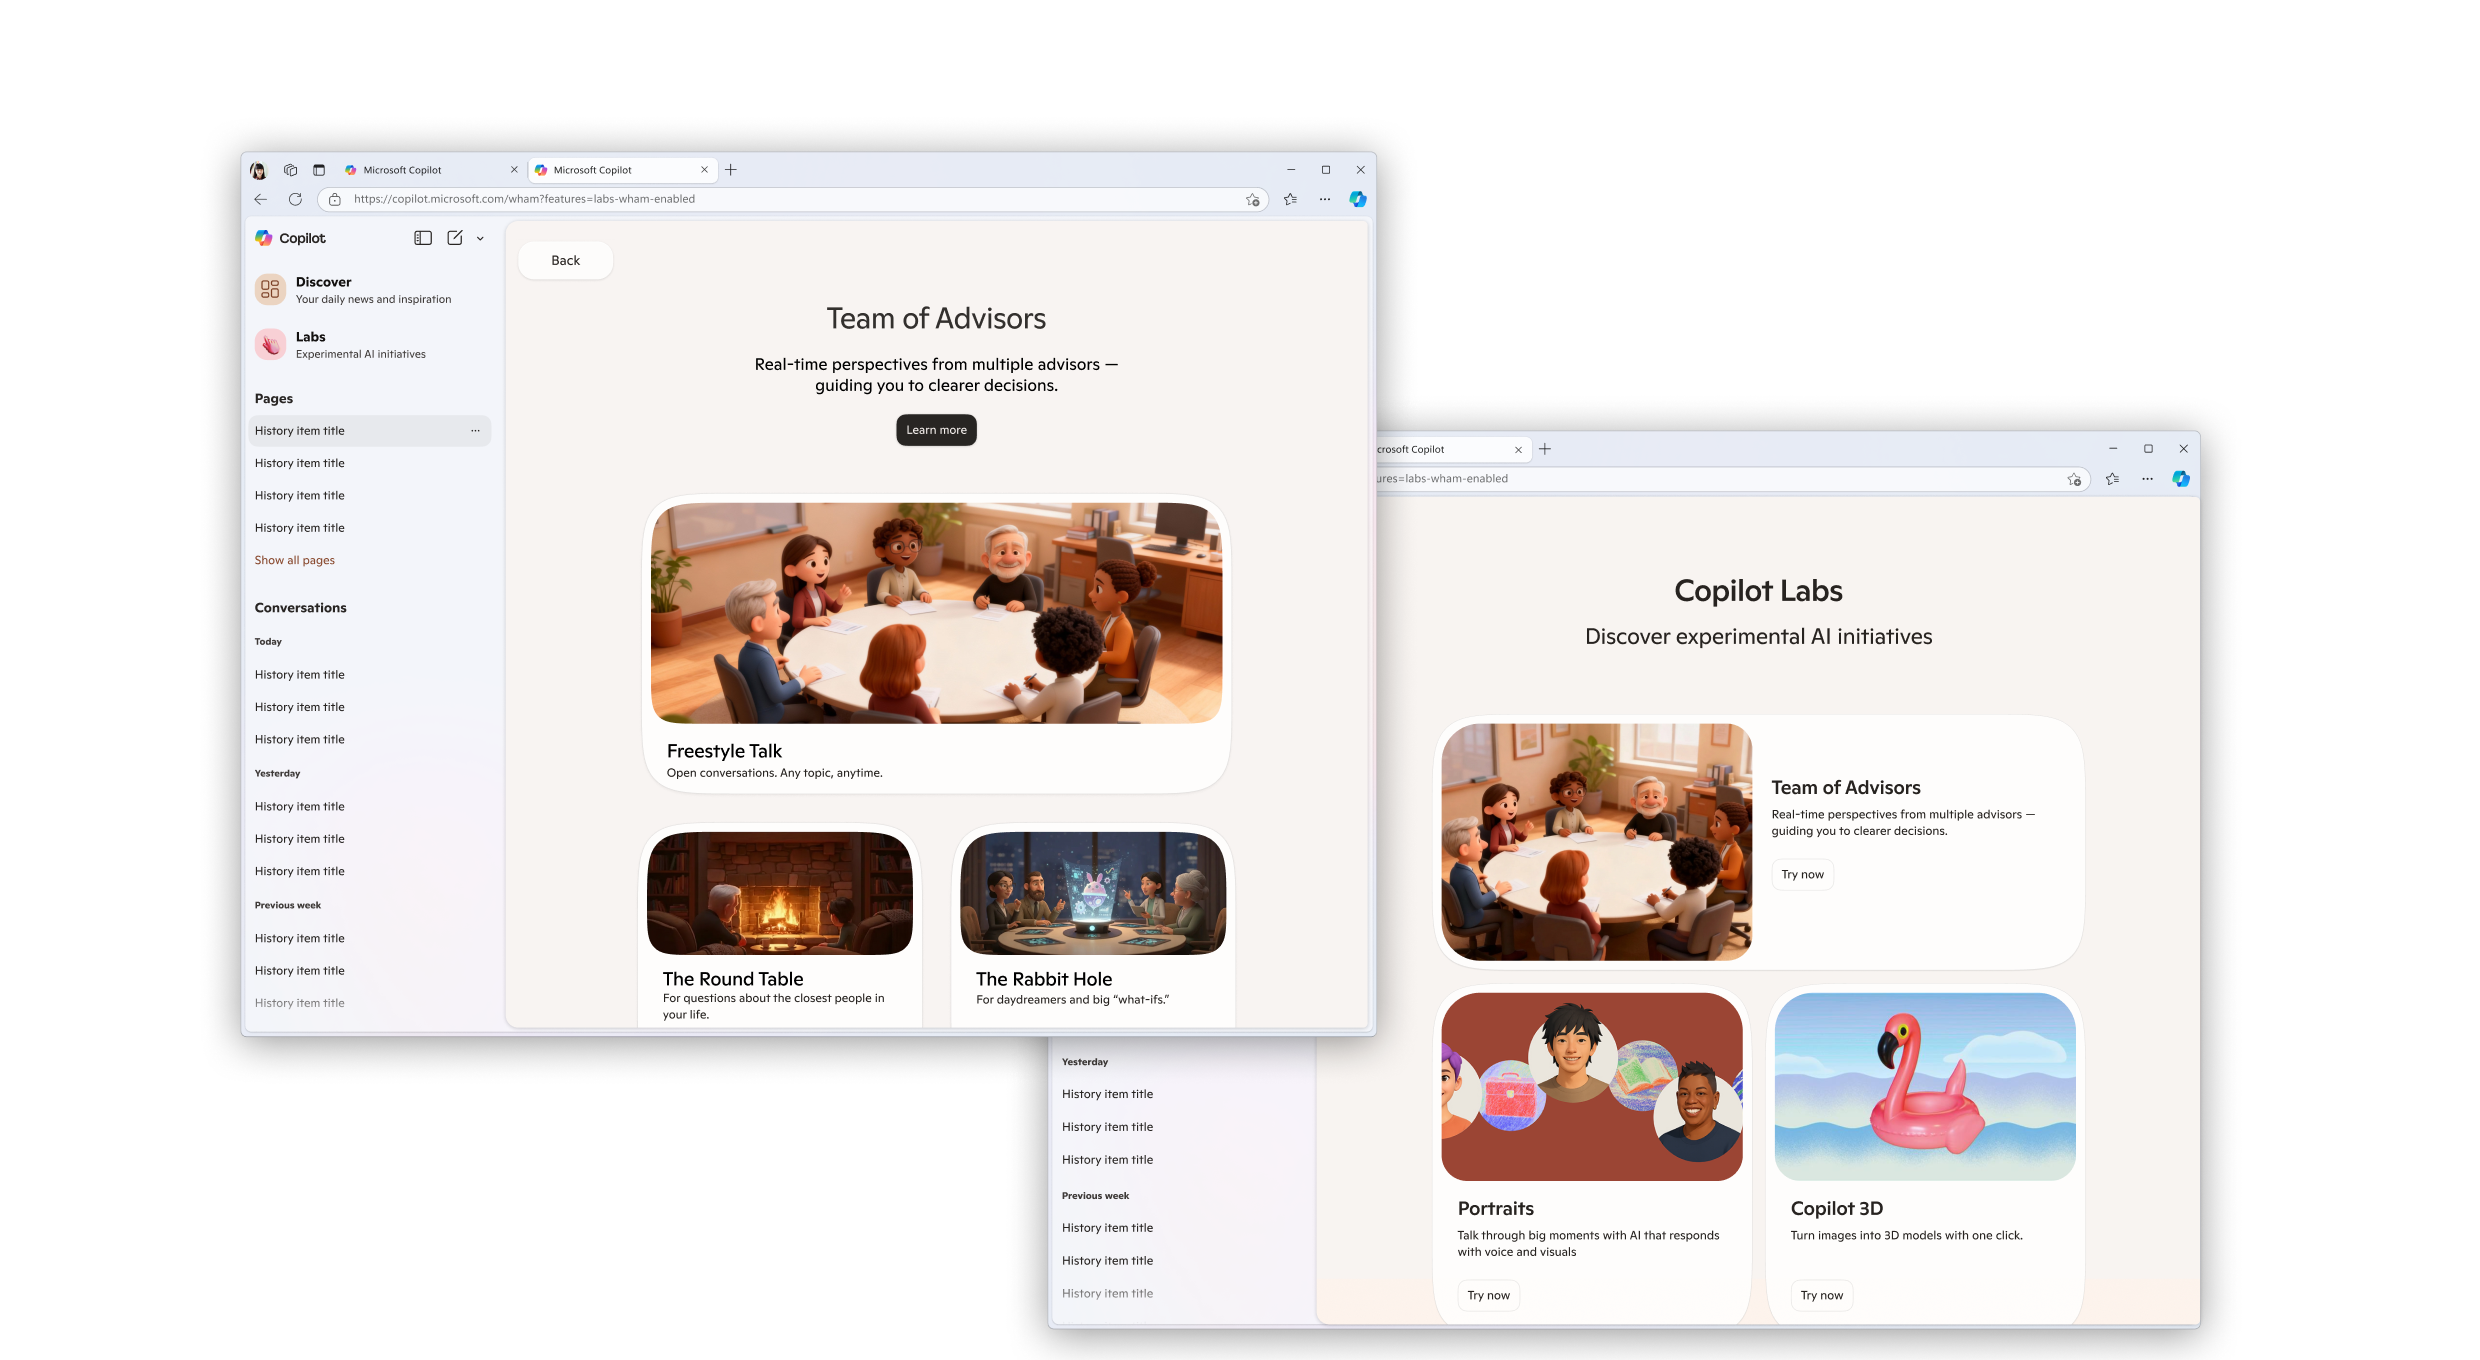 Microsoft Copilot
Microsoft Copilot
https://copilot.microsoft.com/wham?features=labs-wham-enabled
Copilot
Discover
Your daily news and inspiration
Labs
Experimental AI initiatives
Pages
History item title
History item title
History item title
History item title
Show all pages
Conversations
Today
History item title
History item title
History item title
Yesterday
History item title
History item title
History item title
Previous week
History item title
History item title
History item title
Back
Team of Advisors
Real-time perspectives from multiple advisors —
guiding you to clearer decisions.
Learn more
Freestyle Talk
Open conversations. Any topic, anytime.
The Round Table
For questions about the closest people in
your life.
The Rabbit Hole
For daydreamers and big “what-ifs.”
crosoft Copilot
ures=labs-wham-enabled
Yesterday
History item title
History item title
History item title
Previous week
History item title
History item title
History item title
Copilot Labs
Discover experimental AI initiatives
Team of Advisors
Real-time perspectives from multiple advisors —
guiding you to clearer decisions.
Try now
Portraits
Talk through big moments with AI that responds
with voice and visuals
Try now
Copilot 3D
Turn images into 3D models with one click.
Try now